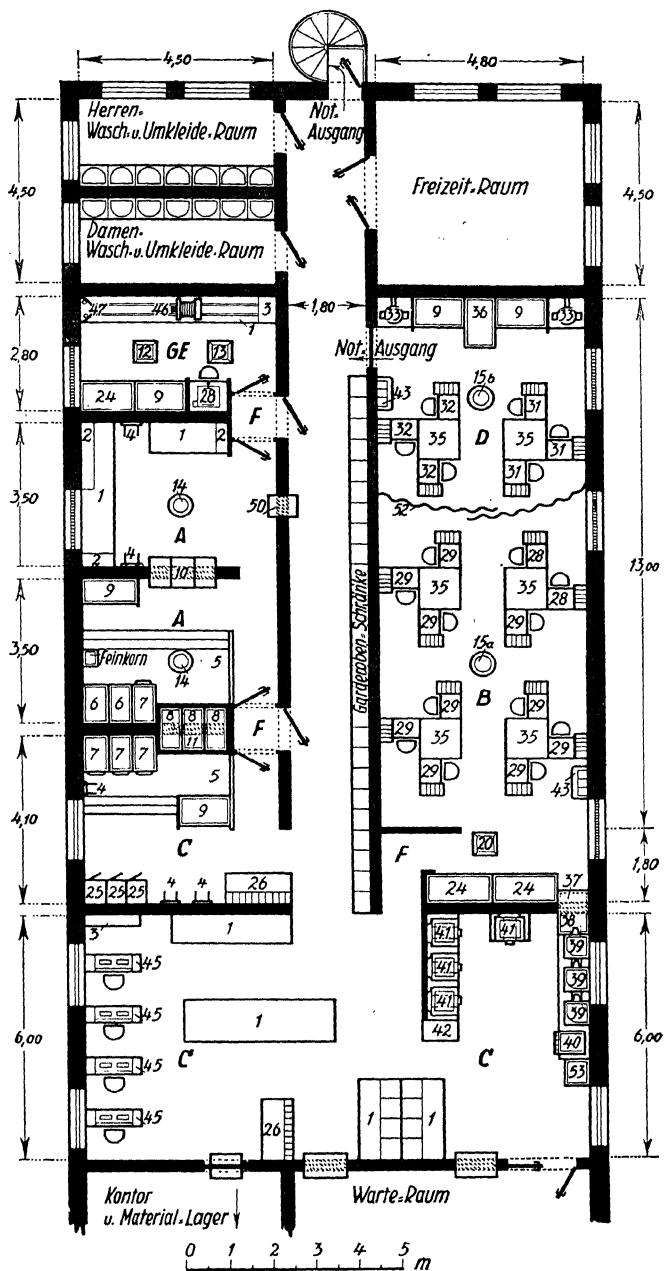 4,50
4,80
Herren=
Wasch- u. Umkleide=Raum
Not=
Ausgang
4,50
Freizeit=Raum
4,50
Damen-
Wasch- u. Umkleide=Raum
1,80
47 46 3
1
33 9 36 9 33
2,80
12 GE 13
Not=Ausgang
24 9 28 F
43 32 15b 31
32 35 D 35 31
32 31
2 4 1 2
3,50
1 14
A
50
52
2 4 10
13,00
29 28
29 35 35 28
29 29
Garderoben=Schränke
9
A
3,50
Feinkorn 14 5
15a
B
6 6 7 8 8 8
11
F
29 29
29 35 35 29
29 29
7 7 7 5
4
43
4,10
9
C
F 20
1,80
25 25 25 4 4 26
24 24 37
38
3 1
41 41
39
45
41 39
45
1
41 39
42
6,00
6,00
45
C
C
40
53
45
26
1 1
Kontor
u. Material=Lager
Warte=Raum
0 1 2 3 4 5 m